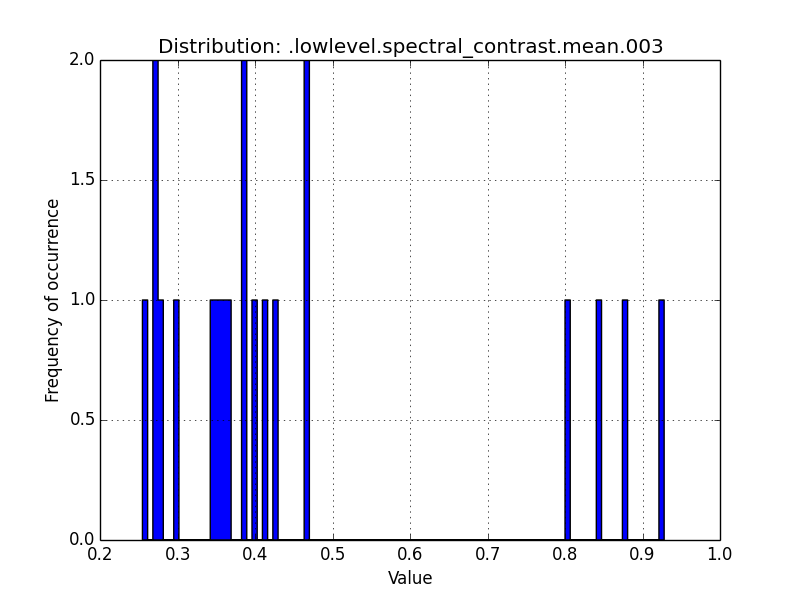 Distribution: .lowlevel.spectral_contrast.mean.003
2.0
1.5
1.0
0.5
0.0
Frequency of occurrence
0.2 0.3 0.4 0.5 0.6 0.7 0.8 0.9 1.0
Value